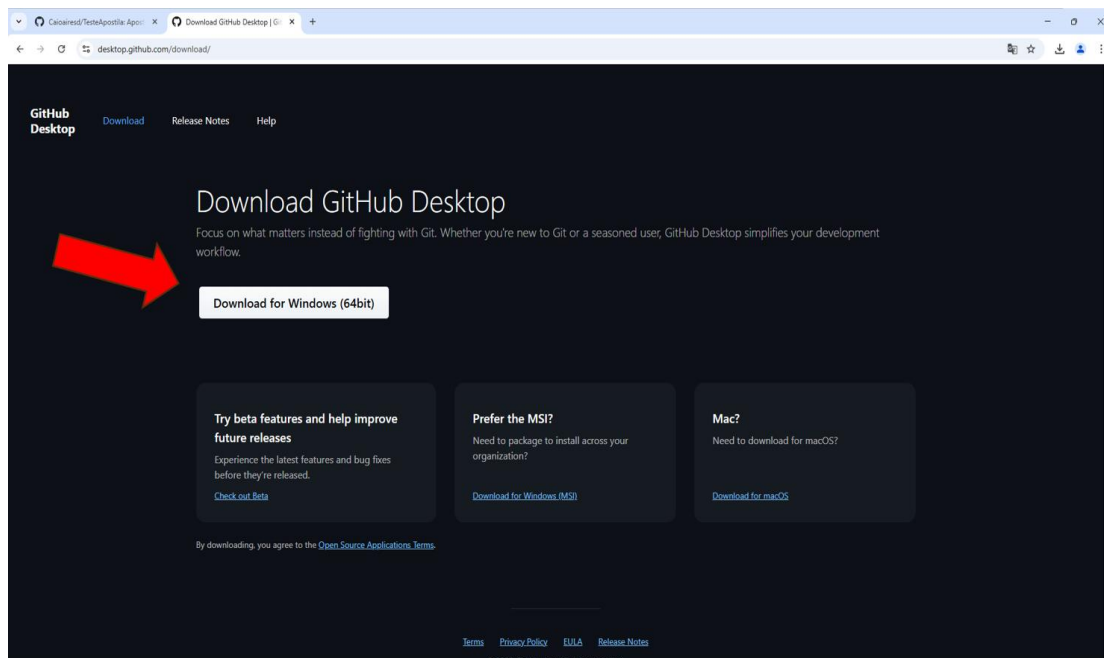 Caioairesd/TesteApostila: Apost
Download GitHub Desktop | Git
desktop.github.com/download/
GitHub
Desktop
Download
Release Notes
Help
Download GitHub Desktop
Focus on what matters instead of fighting with Git. Whether you're new to Git or a seasoned user, GitHub Desktop simplifies your development
workflow.
Download for Windows (64bit)
Try beta features and help improve
future releases
Experience the latest features and bug fixes
before they're released.
Check out Beta
Prefer the MSI?
Need to package to install across your
organization?
Download for Windows (MSI)
Mac?
Need to download for macOS?
Download for macOS
By downloading, you agree to the Open Source Applications Terms.
Terms
Privacy Policy
EULA
Release Notes